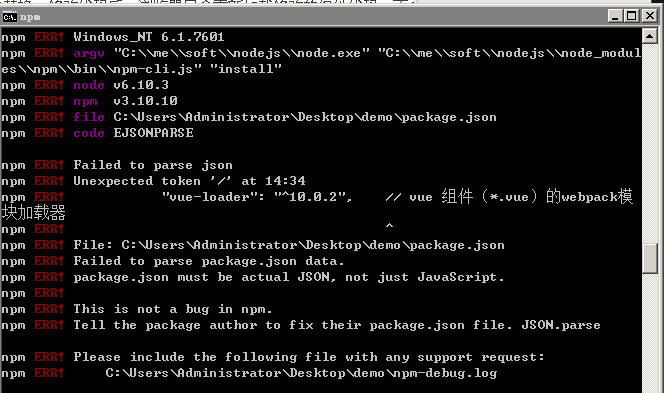 npm
npm ERR! Windows_NT 6.1.7601
npm ERR! argv "C:\\me\\soft\\nodejs\\node.exe" "C:\\me\\soft\\nodejs\\node_modul
es\\npm\\bin\\npm-cli.js" "install"
npm ERR! node v6.10.3
npm ERR! npm  v3.10.10
npm ERR! file C:\Users\Administrator\Desktop\demo\package.json
npm ERR! code EJSONPARSE
npm ERR! Failed to parse json
npm ERR! Unexpected token '/' at 14:34
npm ERR!            "vue-loader": "^10.0.2",    // vue 组件（*.vue）的webpack模
块加载器
npm ERR!                                        ^
npm ERR! File: C:\Users\Administrator\Desktop\demo\package.json
npm ERR! Failed to parse package.json data.
npm ERR! package.json must be actual JSON, not just JavaScript.
npm ERR!
npm ERR! This is not a bug in npm.
npm ERR! Tell the package author to fix their package.json file. JSON.parse
npm ERR! Please include the following file with any support request:
npm ERR!     C:\Users\Administrator\Desktop\demo\npm-debug.log